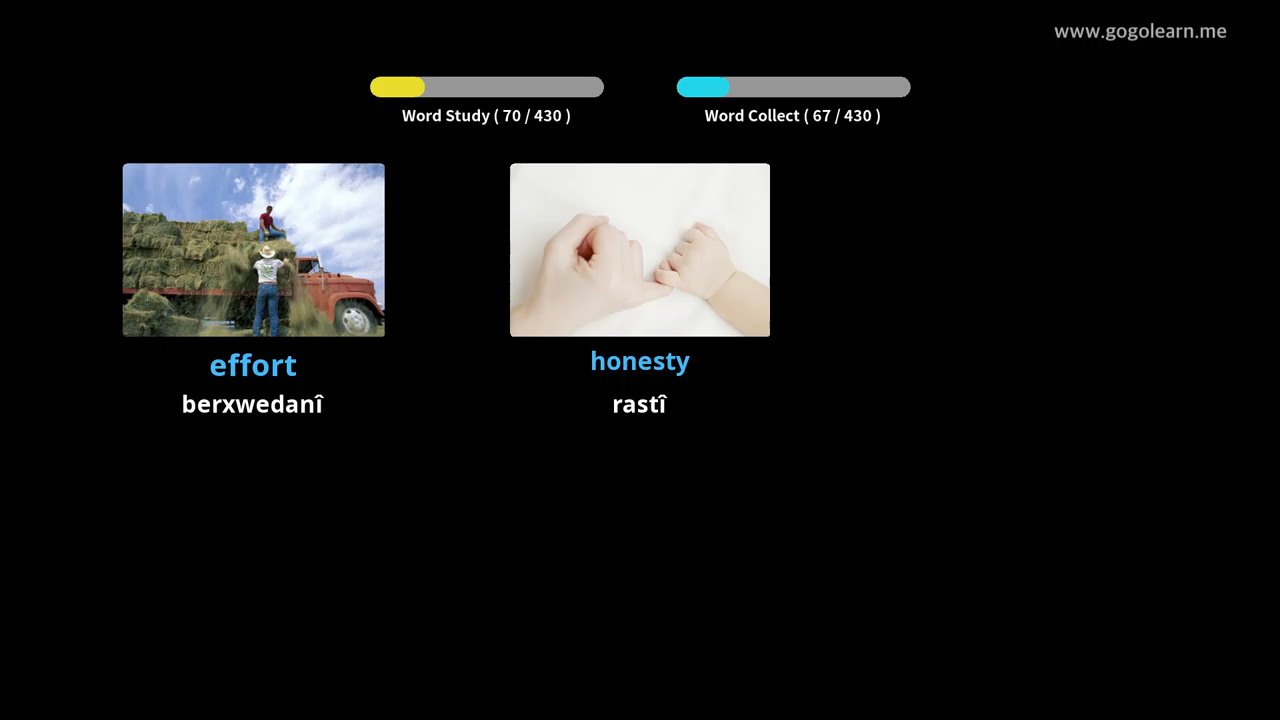 www.gogolearn.me
Word Study ( 70 / 430 )
Word Collect ( 67 / 430 )
effort
berxwedanî
honesty
rastî